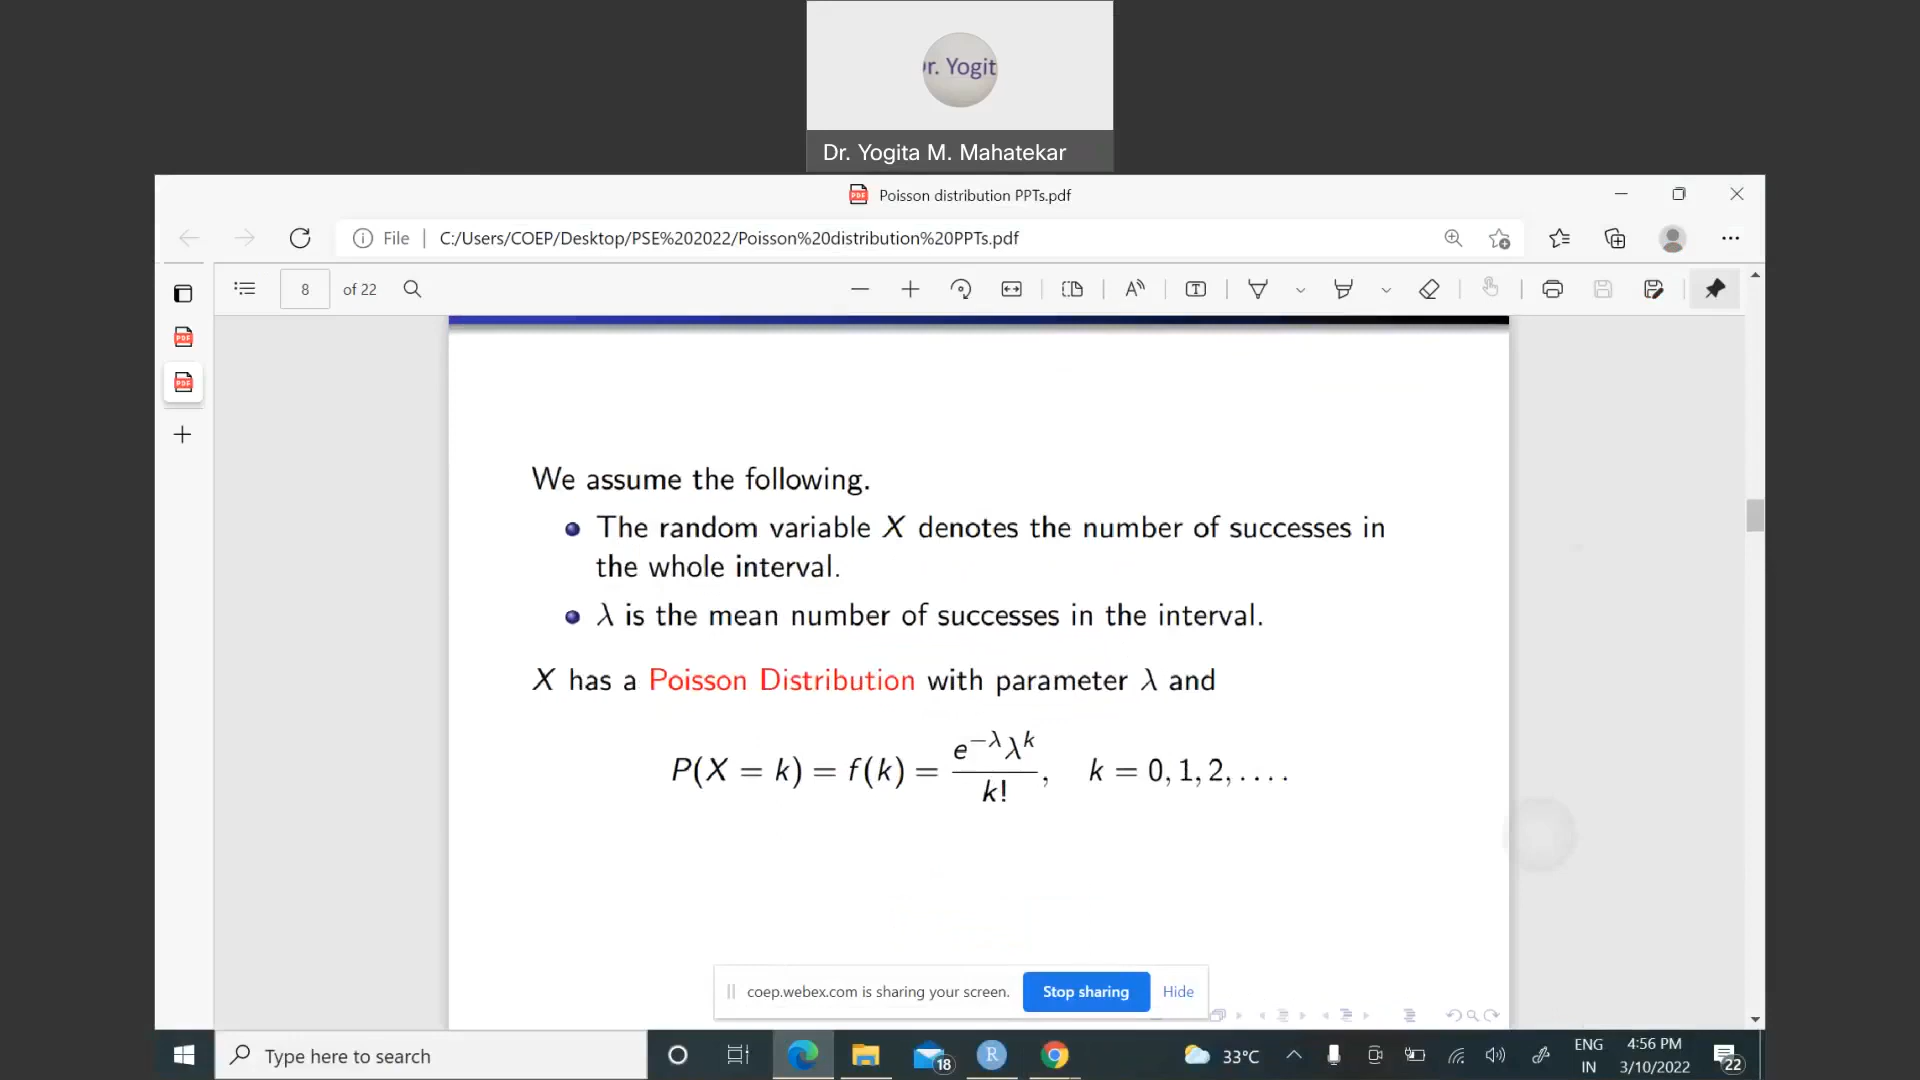 r. Yogit
Dr. Yogita M. Mahatekar
Poisson distribution PPTs.pdf
File | C:/Users/COEP/Desktop/PSE%202022/Poisson%20distribution%20PPTs.pdf
8 of 22
We assume the following.
The random variable X denotes the number of successes in
the whole interval.
λ is the mean number of successes in the interval.
X has a Poisson Distribution with parameter λ and
P(X = k) = f(k) = e^{−λ}λ^k / k!, k = 0, 1, 2, . . . .
coep.webex.com is sharing your screen. Stop sharing Hide
Type here to search
18
33°C
ENG
IN
4:56 PM
3/10/2022
22